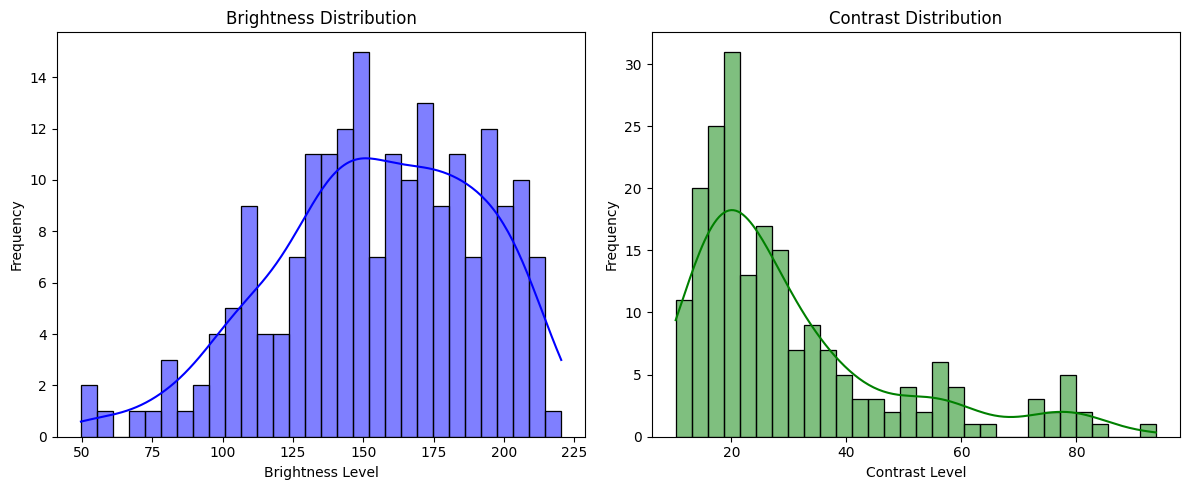 Brightness Distribution
Frequency
14
12
10
8
6
4
2
0
50 75 100 125 150 175 200 225
Brightness Level
Contrast Distribution
Frequency
30
25
20
15
10
5
0
20 40 60 80
Contrast Level